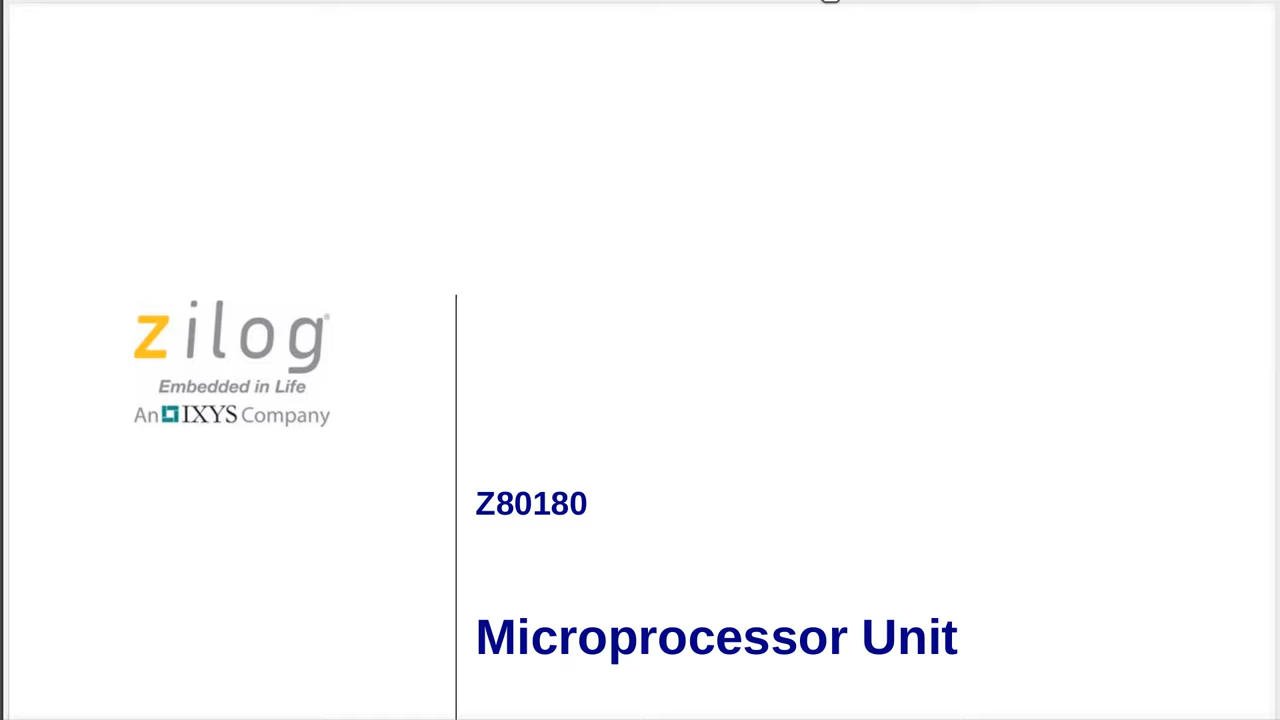 zilog®
Embedded in Life
An IXYS Company
Z80180
Microprocessor Unit